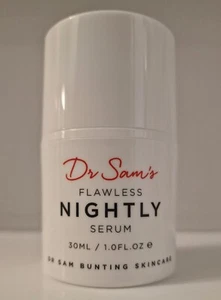 Dr Sam's
FLAWLESS
NIGHTLY
SERUM
30ML / 1.0FL.OZ ℮
DR SAM BUNTING SKINCARE